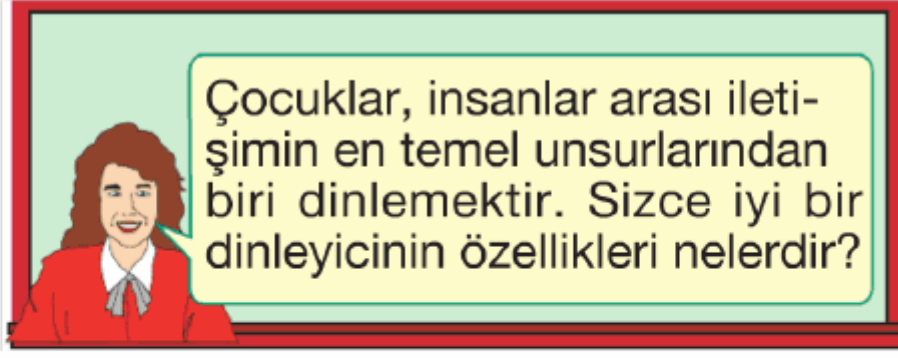 Çocuklar, insanlar arası ileti-
şimin en temel unsurlarından
biri dinlemektir. Sizce iyi bir
dinleyicinin özellikleri nelerdir?